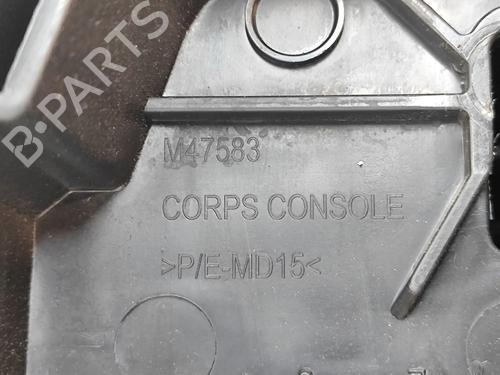 B-PARTS
M47583
CORPS CONSOLE
>P/E-MD15<